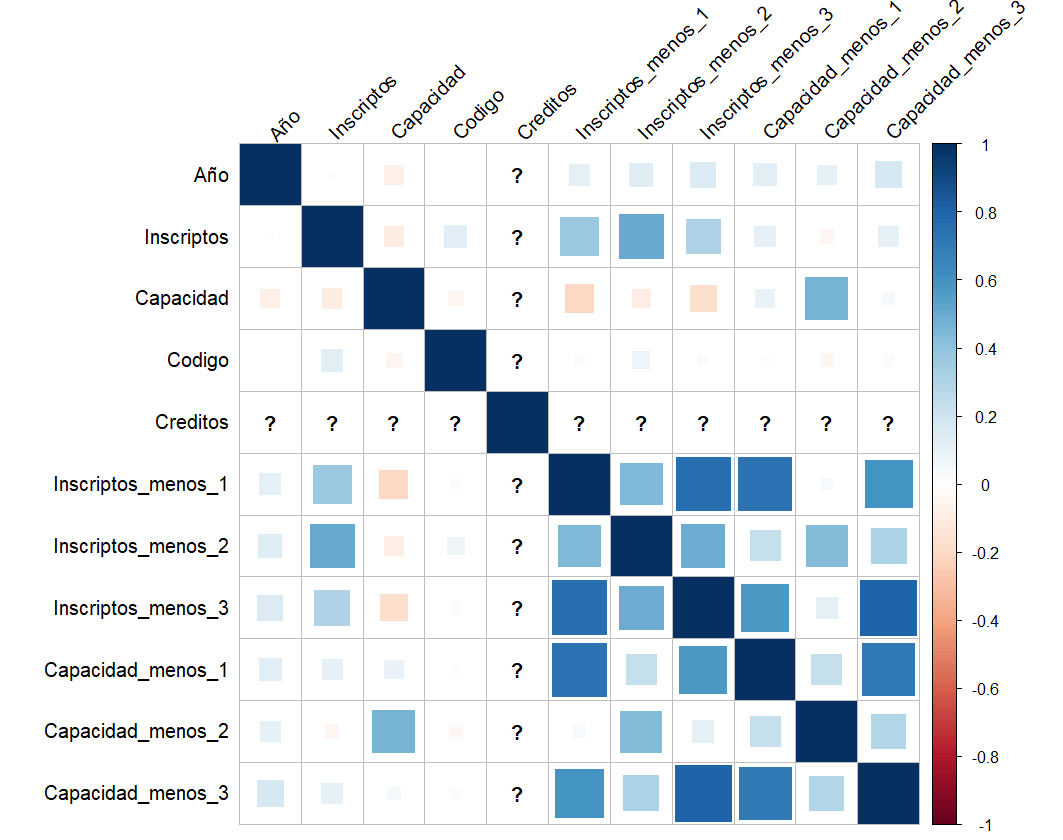 Año
Inscriptos
Capacidad
Codigo
Creditos
Inscriptos_menos_1
Inscriptos_menos_2
Inscriptos_menos_3
Capacidad_menos_1
Capacidad_menos_2
Capacidad_menos_3
Año ?
Inscriptos ?
Capacidad ?
Codigo ?
Creditos ? ? ? ? ? ? ? ? ? ?
Inscriptos_menos_1 ?
Inscriptos_menos_2 ?
Inscriptos_menos_3 ?
Capacidad_menos_1 ?
Capacidad_menos_2 ?
Capacidad_menos_3 ?
1
0.8
0.6
0.4
0.2
0
-0.2
-0.4
-0.6
-0.8
-1